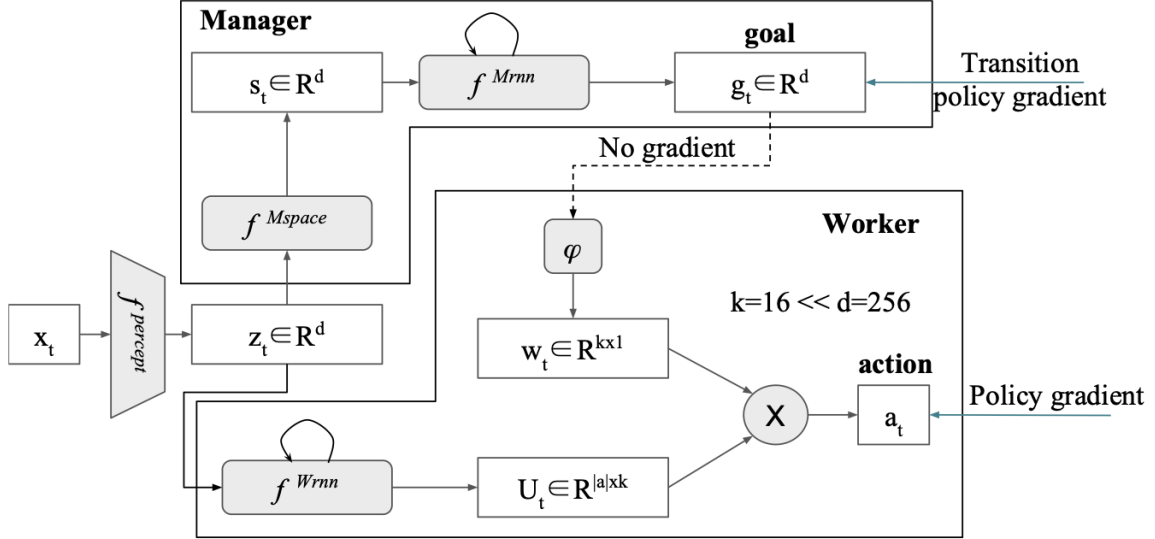 Manager
goal
s_t ∈ R^d
f^Mrnn
g_t ∈ R^d
Transition
policy gradient
No gradient
f^Mspace
Worker
φ
k=16 << d=256
x_t
f^percept
z_t ∈ R^d
w_t ∈ R^kx1
action
X
a_t
Policy gradient
f^Wrnn
U_t ∈ R^|a|xk